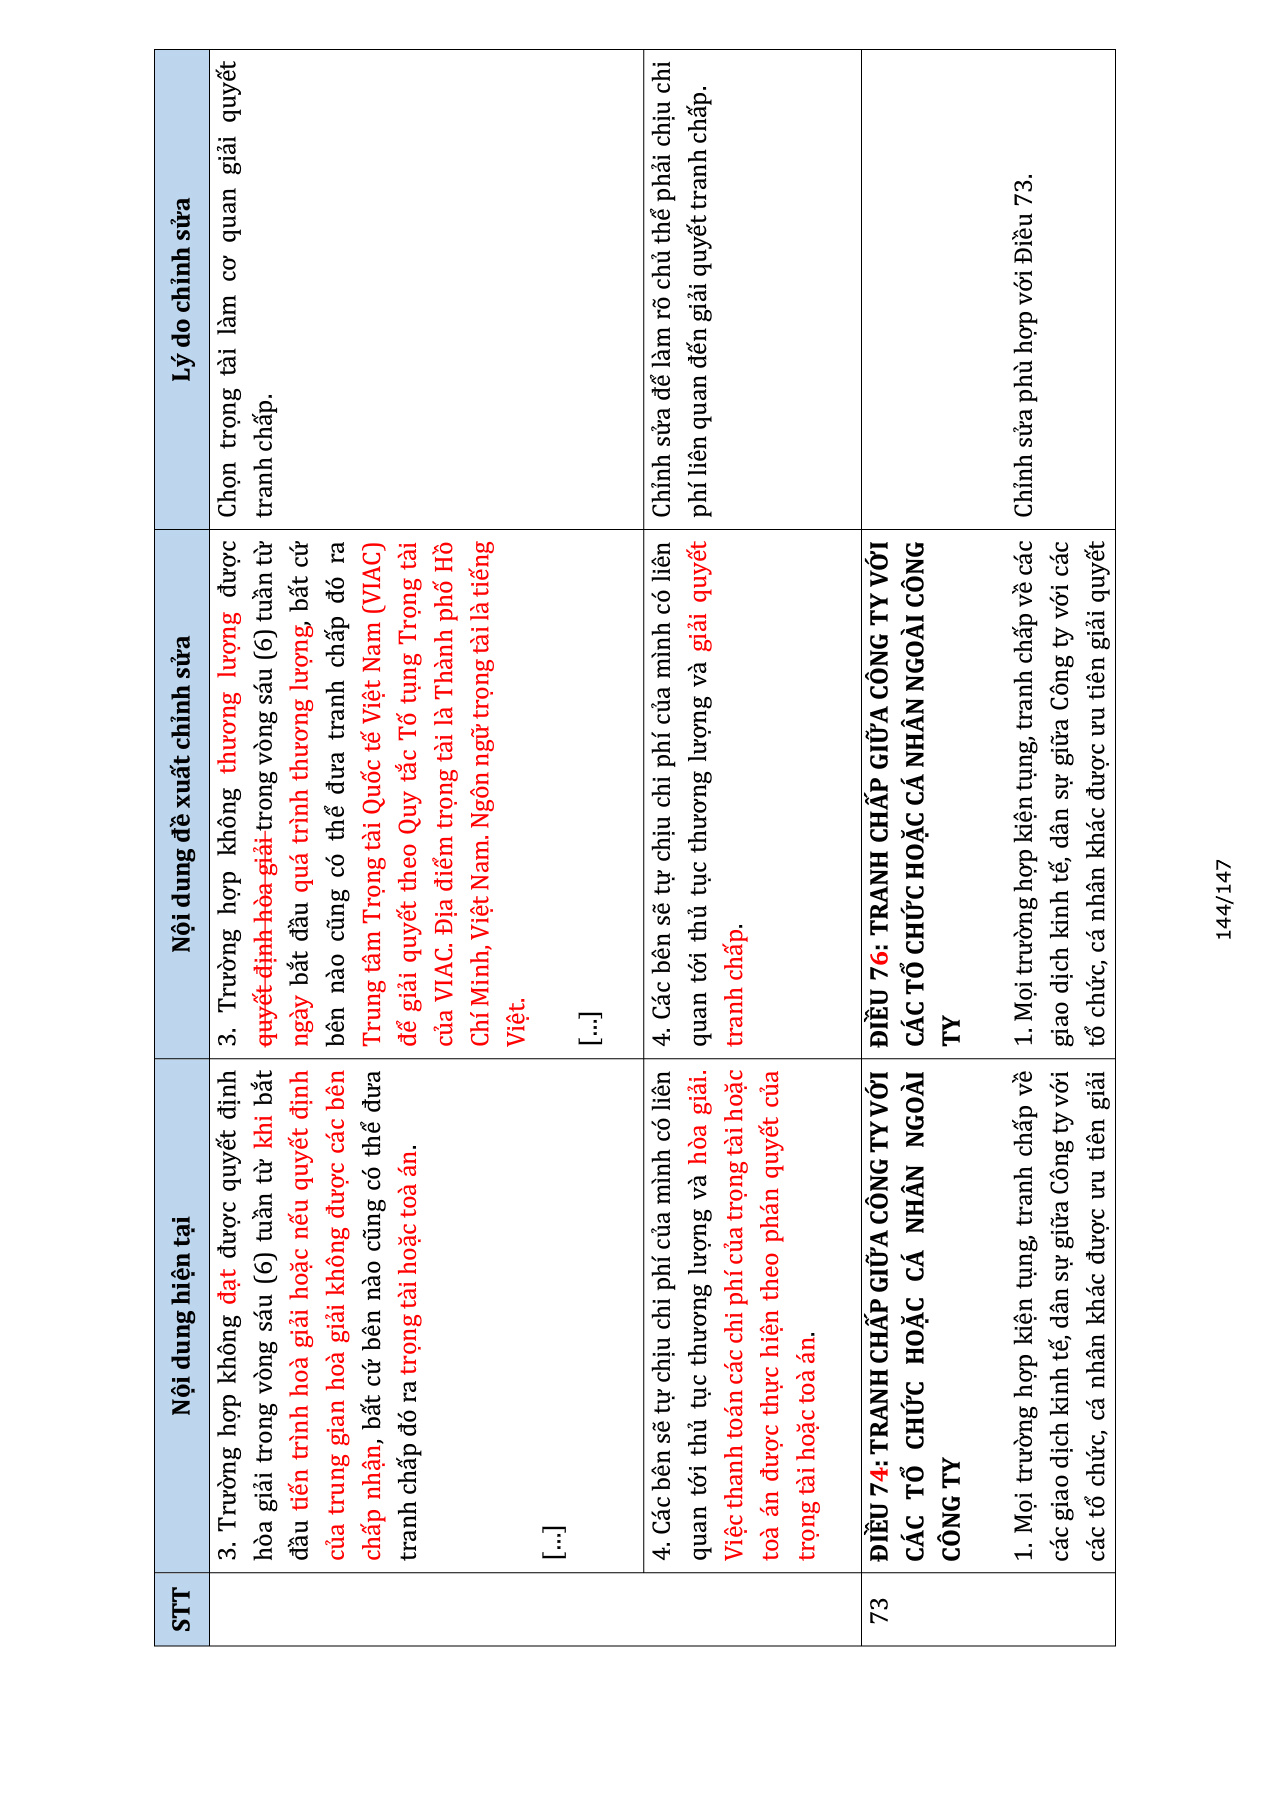 STT
Nội dung hiện tại
Nội dung đề xuất chỉnh sửa
Lý do chỉnh sửa
3. Trường hợp không đạt được quyết định
hòa giải trong vòng sáu (6) tuần từ khi bắt
đầu tiến trình hoà giải hoặc nếu quyết định
của trung gian hoà giải không được các bên
chấp nhận, bất cứ bên nào cũng có thể đưa
tranh chấp đó ra trọng tài hoặc toà án.
[...]
3. Trường hợp không thương lượng được
quyết định hòa giải trong vòng sáu (6) tuần từ
ngày bắt đầu quá trình thương lượng, bất cứ
bên nào cũng có thể đưa tranh chấp đó ra
Trung tâm Trọng tài Quốc tế Việt Nam (VIAC)
để giải quyết theo Quy tắc Tố tụng Trọng tài
của VIAC. Địa điểm trọng tài là Thành phố Hồ
Chí Minh, Việt Nam. Ngôn ngữ trọng tài là tiếng
Việt.
[...]
Chọn trọng tài làm cơ quan giải quyết
tranh chấp.
4. Các bên sẽ tự chịu chi phí của mình có liên
quan tới thủ tục thương lượng và hòa giải.
Việc thanh toán các chi phí của trọng tài hoặc
toà án được thực hiện theo phán quyết của
trọng tài hoặc toà án.
4. Các bên sẽ tự chịu chi phí của mình có liên
quan tới thủ tục thương lượng và giải quyết
tranh chấp.
Chỉnh sửa để làm rõ chủ thể phải chịu chi
phí liên quan đến giải quyết tranh chấp.
73
ĐIỀU 74: TRANH CHẤP GIỮA CÔNG TY VỚI
CÁC TỔ CHỨC HOẶC CÁ NHÂN NGOÀI
CÔNG TY
1. Mọi trường hợp kiện tụng, tranh chấp về
các giao dịch kinh tế, dân sự giữa Công ty với
các tổ chức, cá nhân khác được ưu tiên giải
ĐIỀU 76: TRANH CHẤP GIỮA CÔNG TY VỚI
CÁC TỔ CHỨC HOẶC CÁ NHÂN NGOÀI CÔNG
TY
1. Mọi trường hợp kiện tụng, tranh chấp về các
giao dịch kinh tế, dân sự giữa Công ty với các
tổ chức, cá nhân khác được ưu tiên giải quyết
Chỉnh sửa phù hợp với Điều 73.
144/147